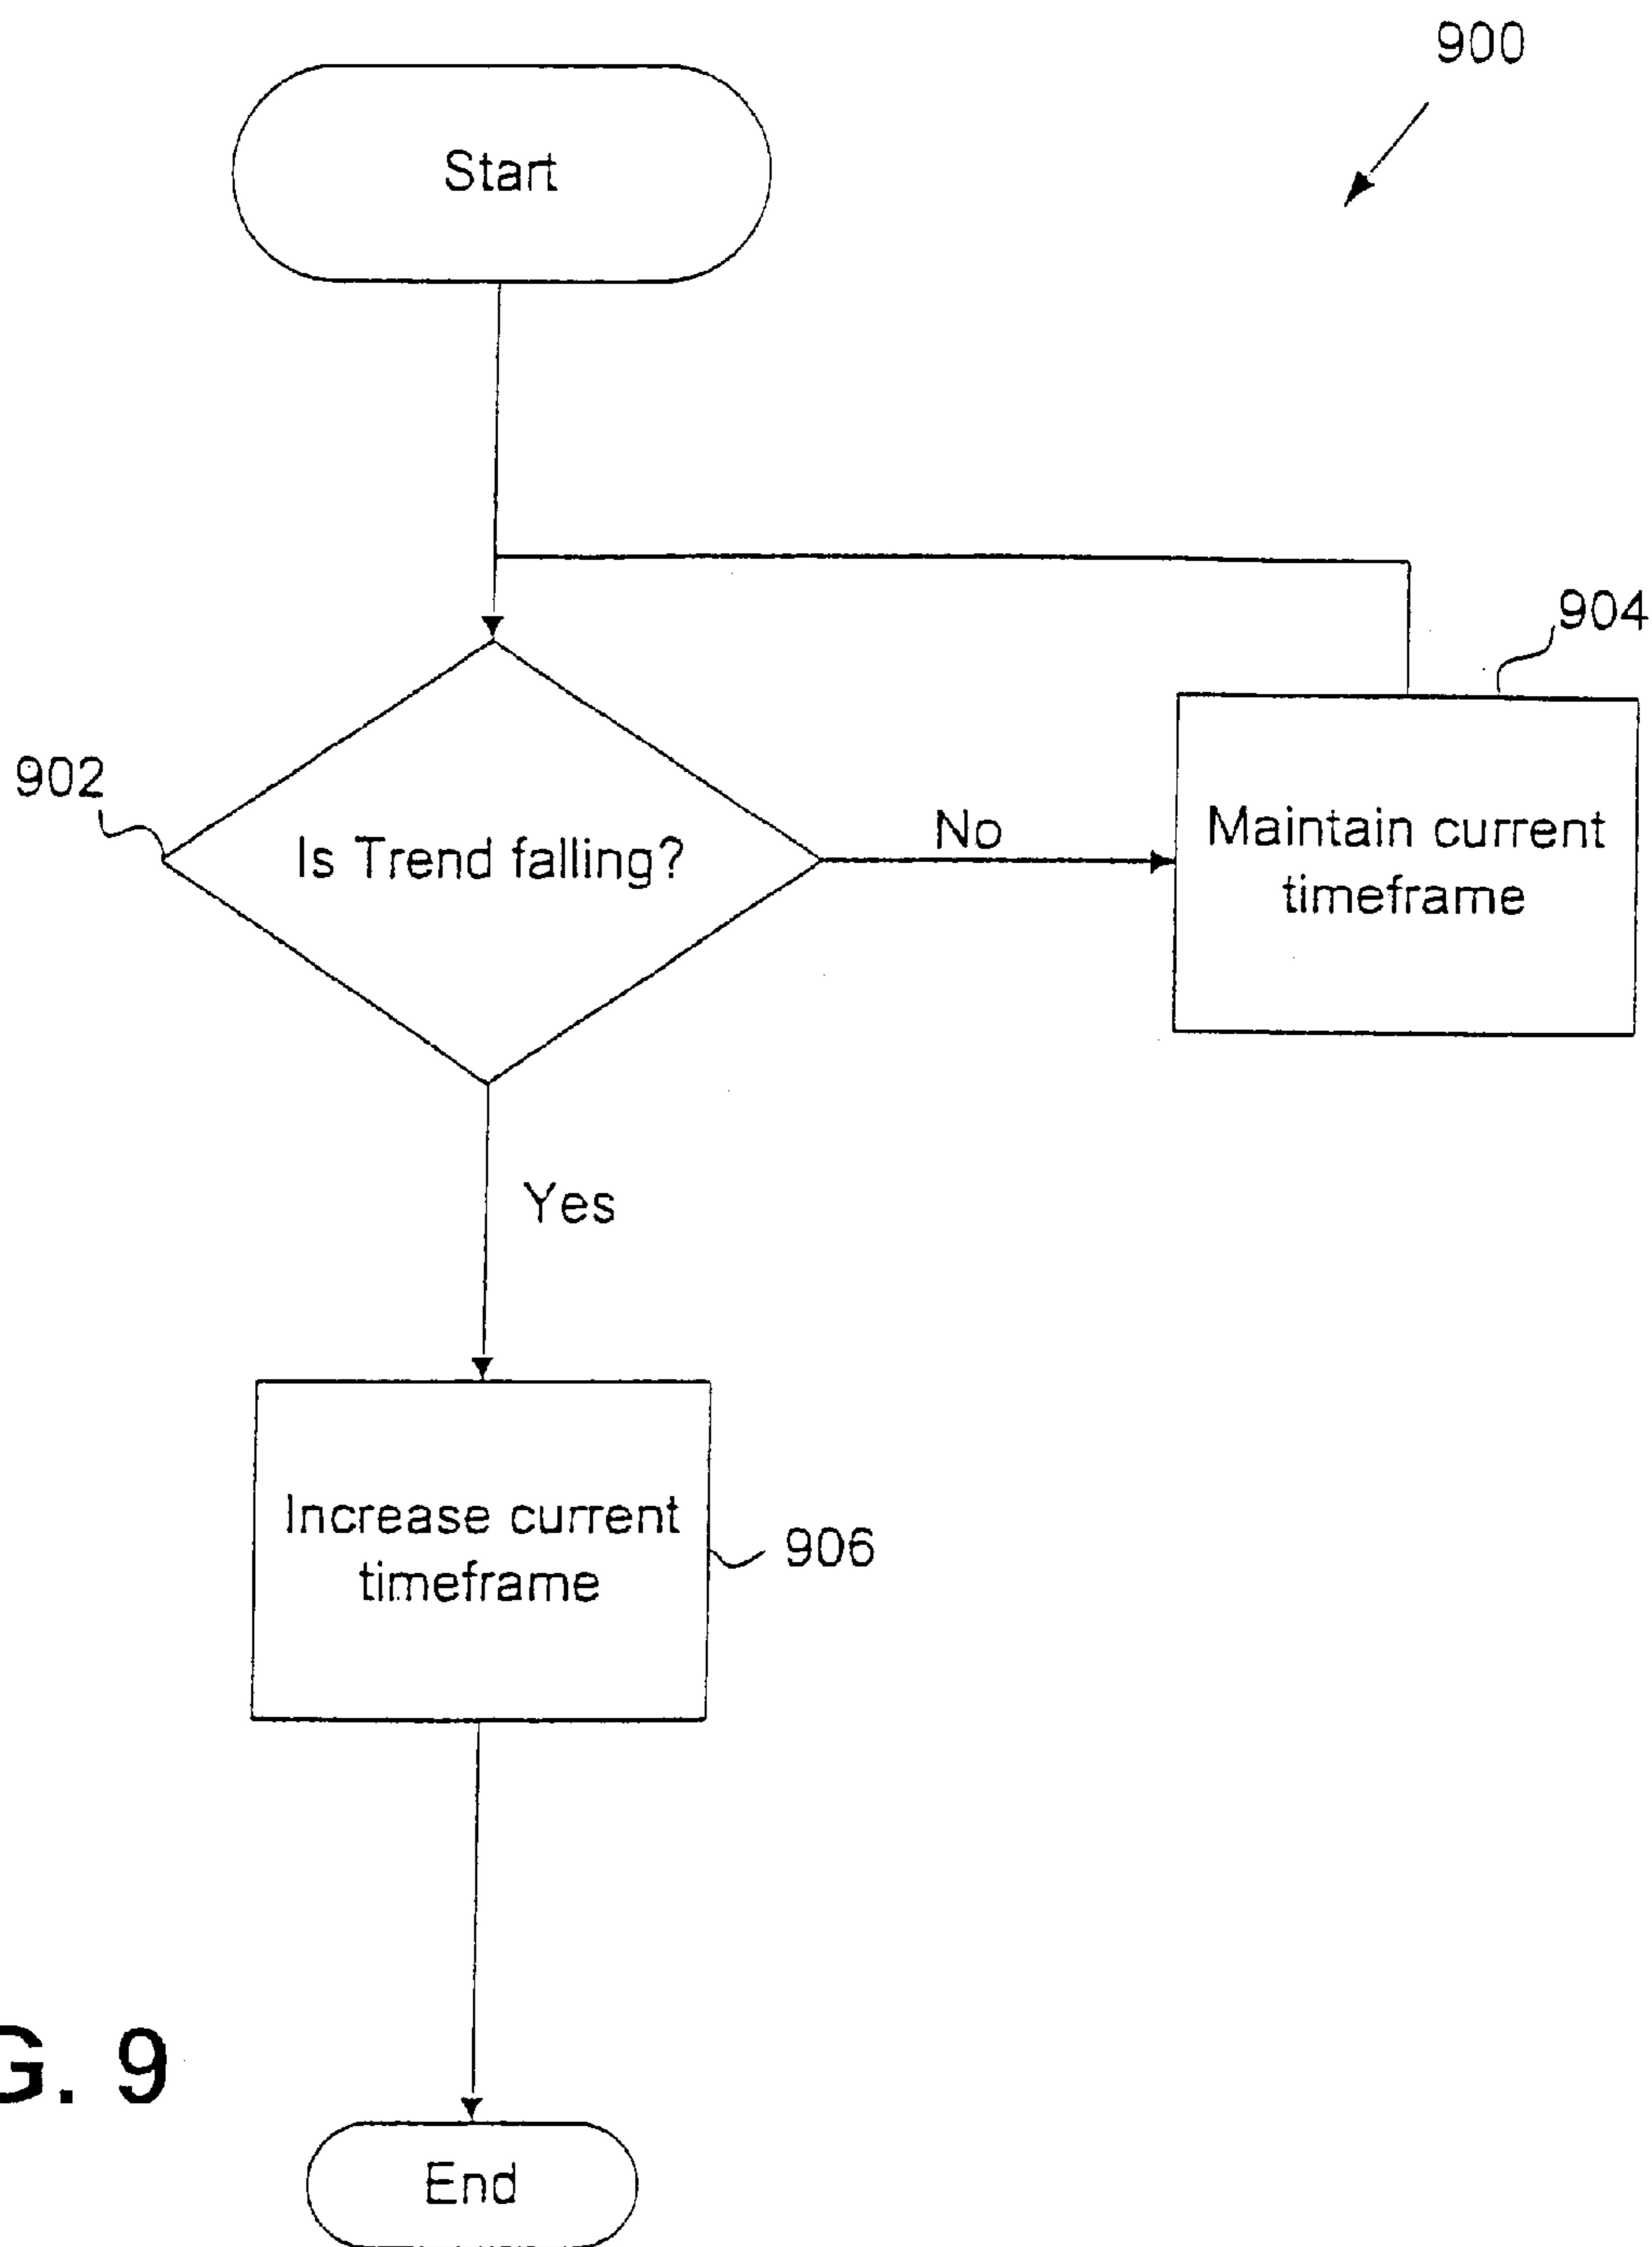 900
Start
904
902
Is Trend falling?
No
Maintain current
timeframe
Yes
Increase current
timeframe
906
G. 9
End